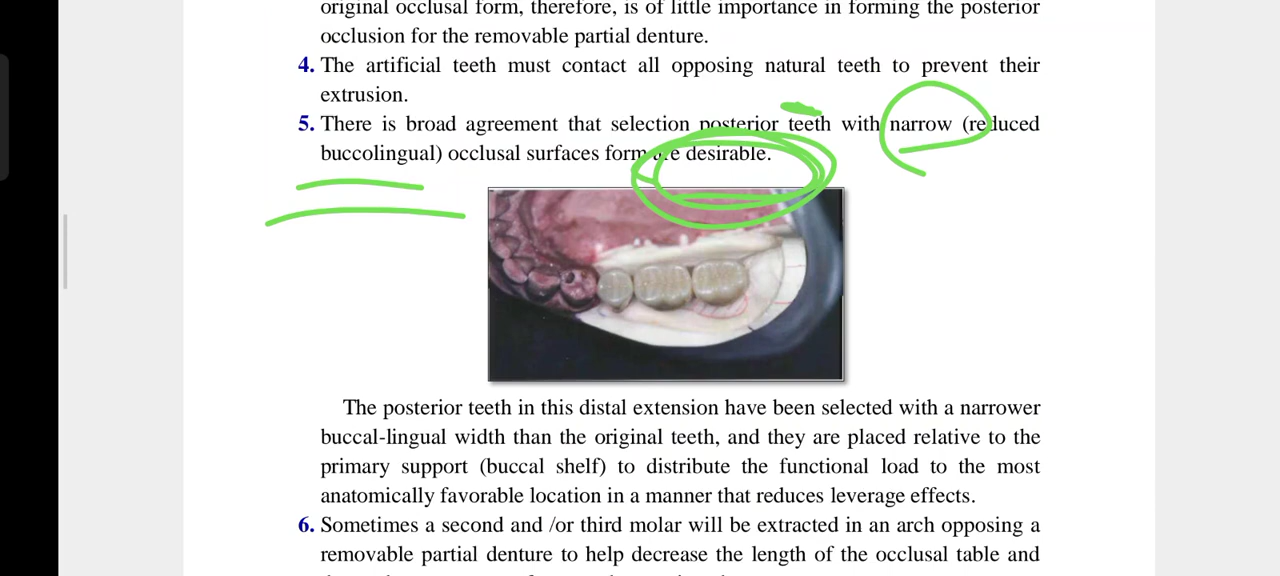 original occlusal form, therefore, is of little importance in forming the posterior
occlusion for the removable partial denture.
4. The artificial teeth must contact all opposing natural teeth to prevent their
extrusion.
5. There is broad agreement that selection posterior teeth with narrow (reduced
buccolingual) occlusal surfaces form are desirable.
The posterior teeth in this distal extension have been selected with a narrower
buccal-lingual width than the original teeth, and they are placed relative to the
primary support (buccal shelf) to distribute the functional load to the most
anatomically favorable location in a manner that reduces leverage effects.
6. Sometimes a second and /or third molar will be extracted in an arch opposing a
removable partial denture to help decrease the length of the occlusal table and